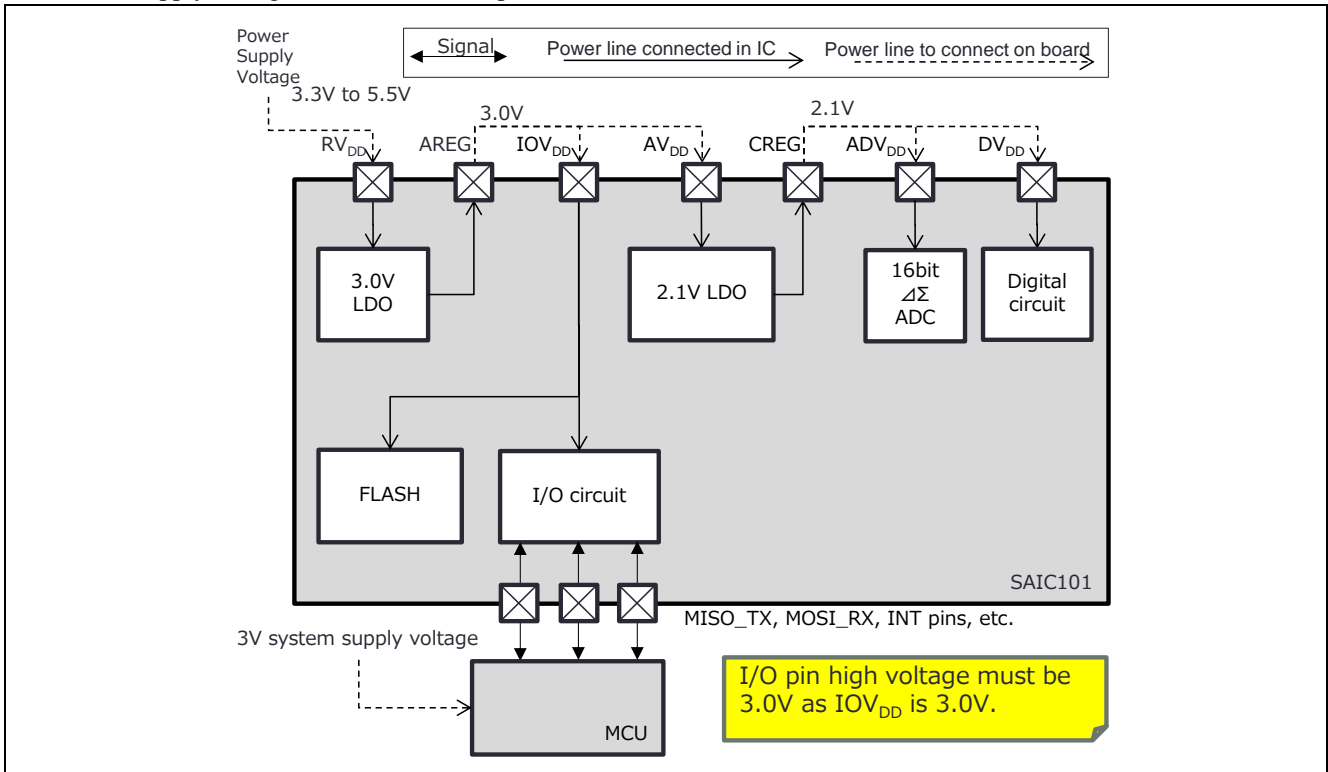 Power
Supply
Voltage
Signal
Power line connected in IC
Power line to connect on board
3.3V to 5.5V
3.0V
2.1V
RVDD
AREG
IOVDD
AVDD
CREG
ADVDD
DVDD
3.0V
LDO
2.1V LDO
16bit
⊿Σ
ADC
Digital
circuit
FLASH
I/O circuit
SAIC101
MISO_TX, MOSI_RX, INT pins, etc.
3V system supply voltage
MCU
I/O pin high voltage must be
3.0V as IOVDD is 3.0V.